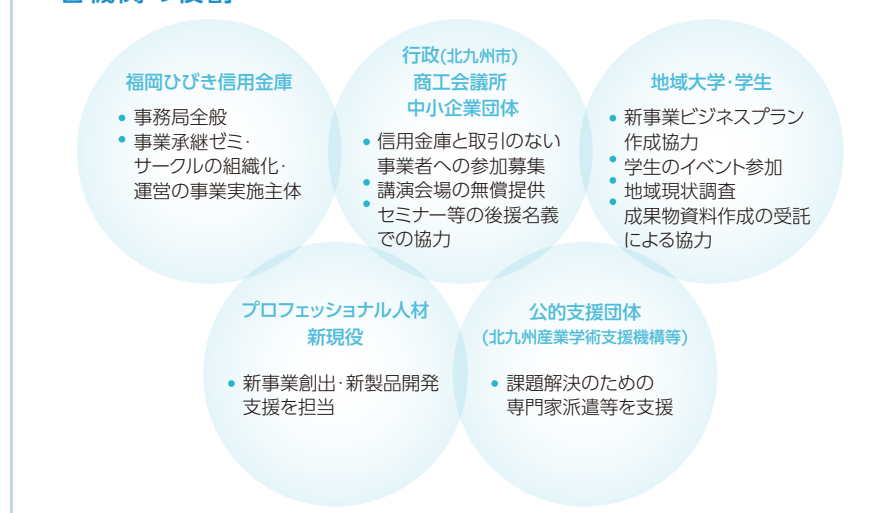 福岡ひびき信用金庫
• 事務局全般
• 事業承継ゼミ・
サークルの組織化・
運営の事業実施主体
行政(北九州市)
商工会議所
中小企業団体
• 信用金庫と取引のない
事業者への参加募集
• 講演会場の無償提供
• セミナー等の後援名義
での協力
地域大学・学生
• 新事業ビジネスプラン
作成協力
• 学生のイベント参加
• 地域現状調査
• 成果物資料作成の受託
による協力
プロフェッショナル人材
新現役
• 新事業創出・新製品開発
支援を担当
公的支援団体
(北九州産業学術支援機構等)
• 課題解決のための
専門家派遣等を支援